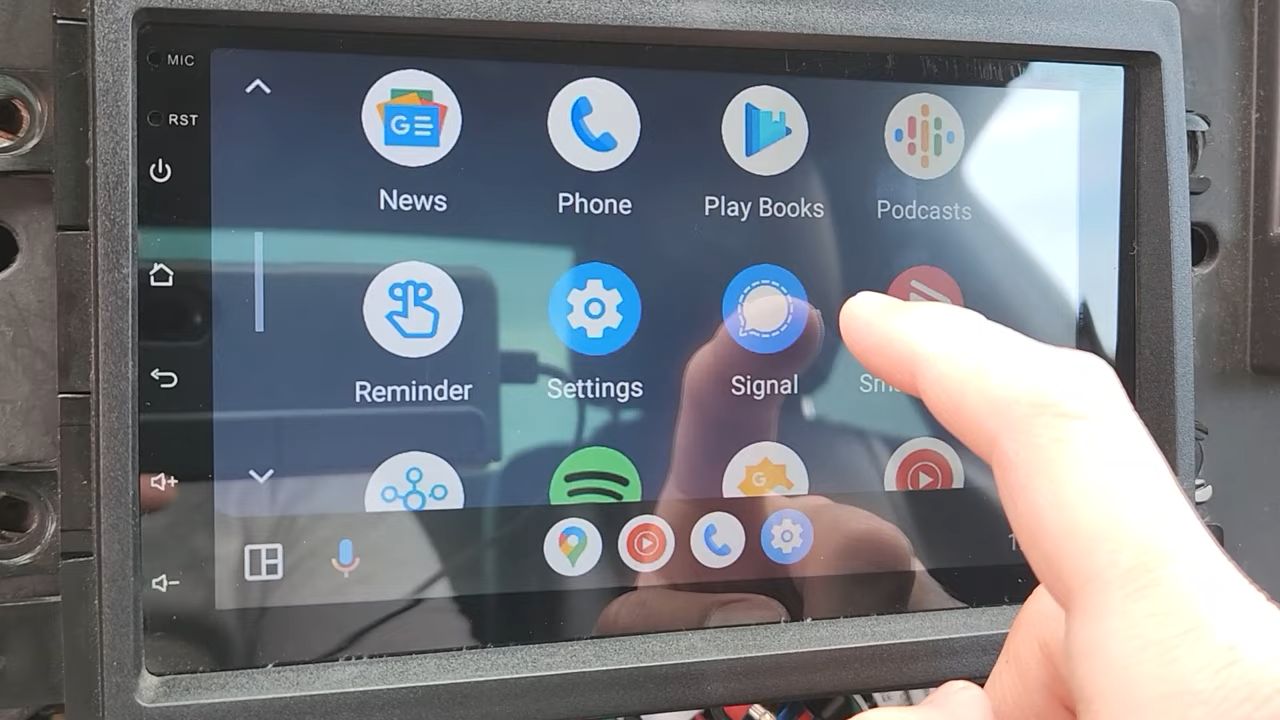 MIC
RST
News
Phone
Play Books
Podcasts
Reminder
Settings
Signal